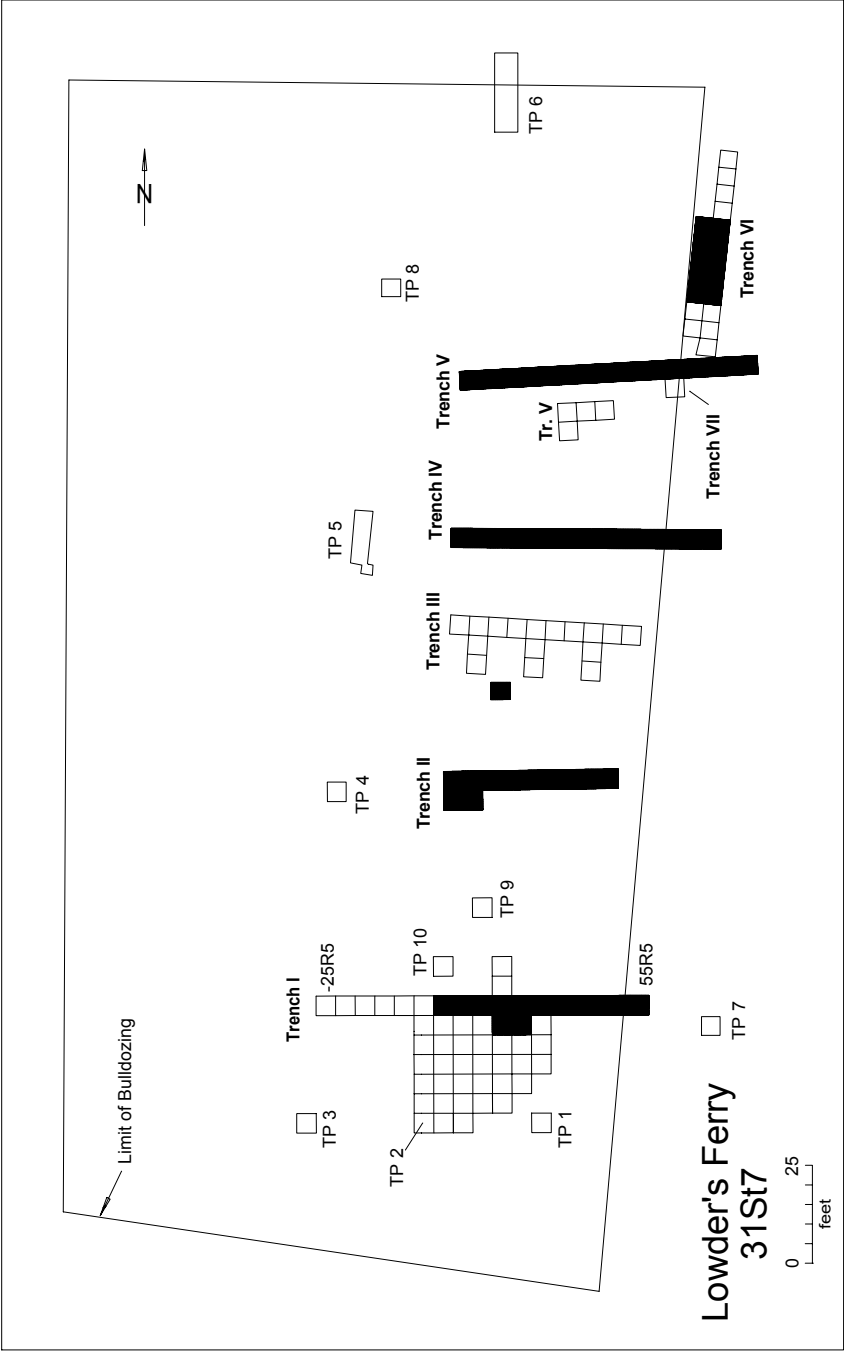 Limit of Bulldozing
N
TP 6
TP 8
Trench VI
Trench V
Tr. V
Trench VII
Trench IV
TP 5
Trench III
TP 4
Trench II
TP 9
TP 10
Trench I
-25R5
55R5
TP 7
TP 3
TP 2
TP 1
Lowder's Ferry
31St7
0 25
feet